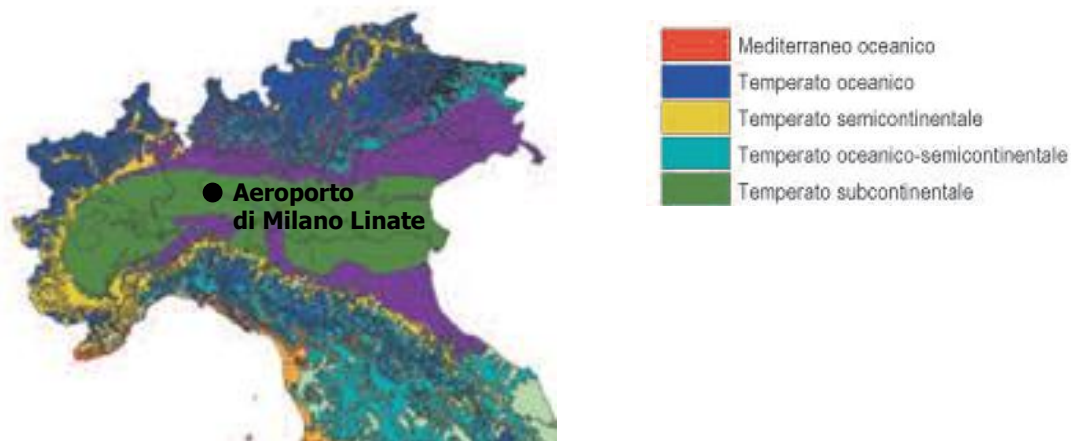 Mediterraneo oceanico
Temperato oceanico
Temperato semicontinentale
Temperato oceanico-semicontinentale
Temperato subcontinentale
Aeroporto
di Milano Linate